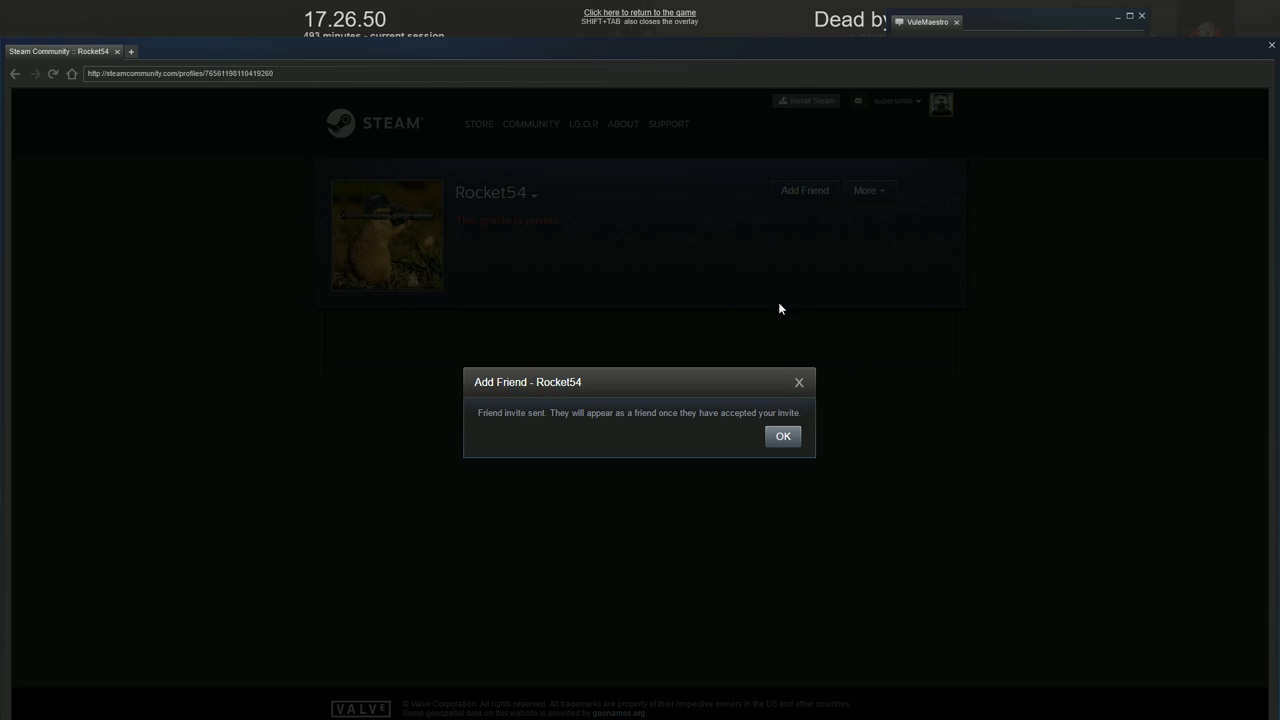 17.26.50
493 minutes - current session
Click here to return to the game
SHIFT+TAB also closes the overlay
Dead by
VuleMaestro
Steam Community :: Rocket54
http://steamcommunity.com/profiles/76561198110419260
Install Steam
supersoldo
STEAM
STORE COMMUNITY I.G.O.R ABOUT SUPPORT
Rocket54
Add Friend More
This profile is private
Add Friend - Rocket54 X
Friend invite sent. They will appear as a friend once they have accepted your invite.
OK
VALVE
© Valve Corporation. All rights reserved. All trademarks are property of their respective owners in the US and other countries.
Some geospatial data on this website is provided by geonames.org.